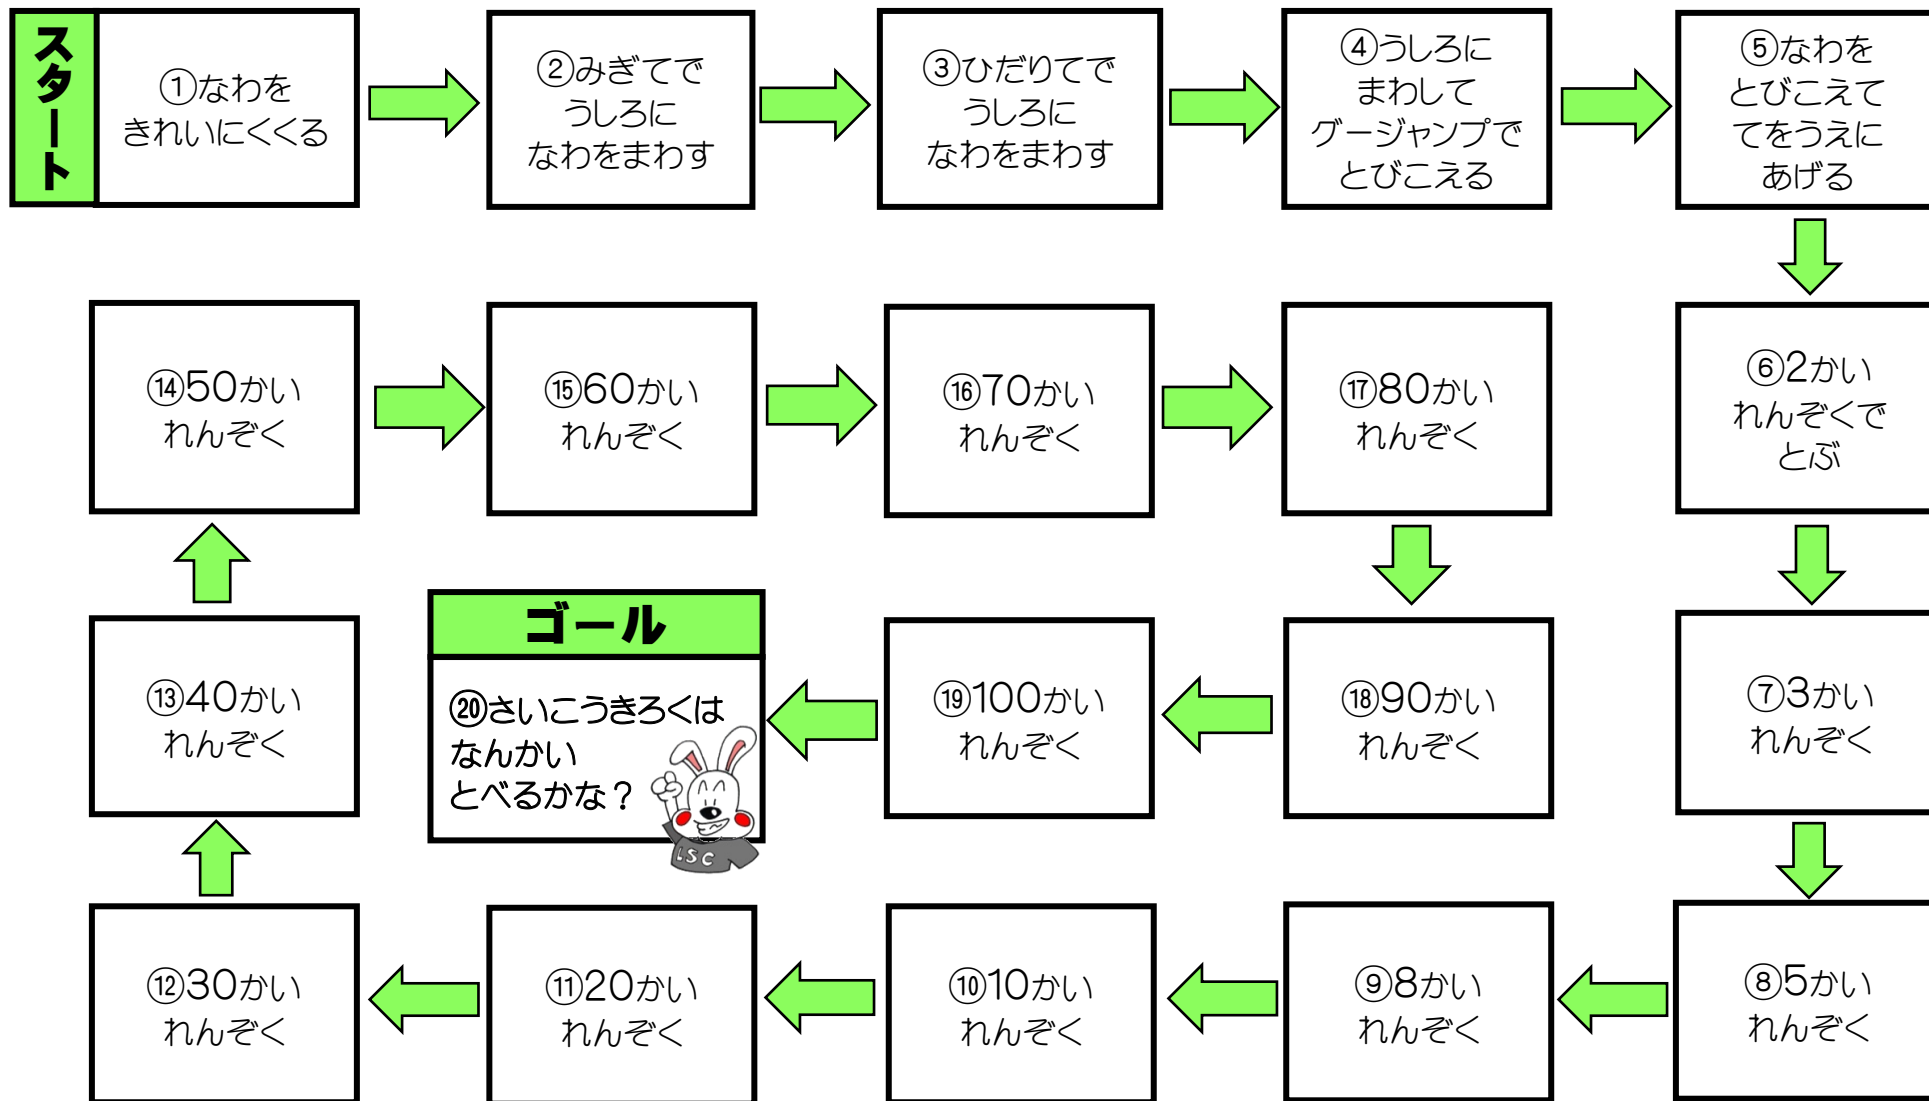 スタート
①なわを
きれいにくくる
②みぎてで
うしろに
なわをまわす
③ひだりてで
うしろに
なわをまわす
④うしろに
まわして
グージャンプで
とびこえる
⑤なわを
とびこえて
てをうえに
あげる
⑥2かい
れんぞくで
とぶ
⑦3かい
れんぞく
⑧5かい
れんぞく
⑨8かい
れんぞく
⑩10かい
れんぞく
⑪20かい
れんぞく
⑫30かい
れんぞく
⑬40かい
れんぞく
⑭50かい
れんぞく
⑮60かい
れんぞく
⑯70かい
れんぞく
⑰80かい
れんぞく
⑱90かい
れんぞく
⑲100かい
れんぞく
ゴール
⑳さいこうきろくは
なんかい
とべるかな？
LSC